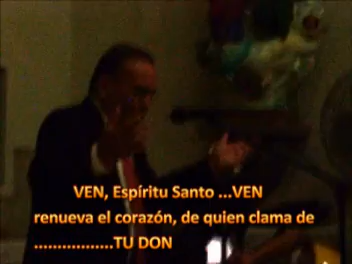 VEN, Espíritu Santo ...VEN
renueva el corazón, de quien clama de
.................TU DON